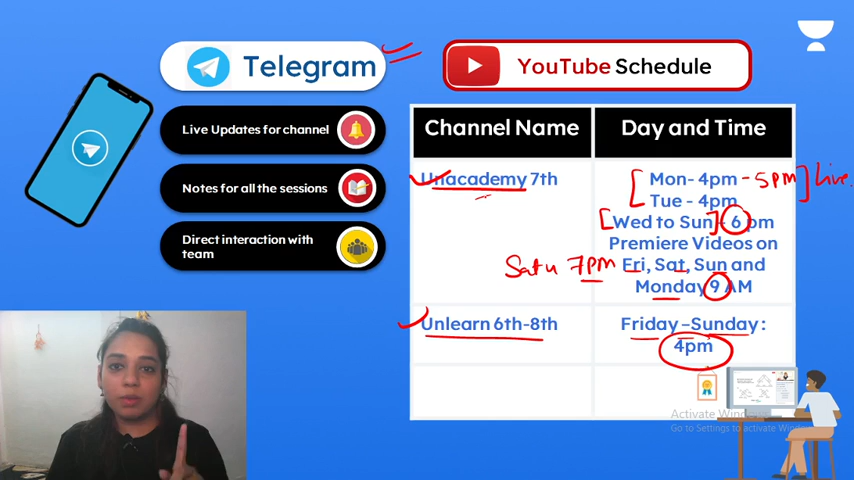 Telegram
YouTube Schedule
Live Updates for channel
Notes for all the sessions
Direct interaction with
team
Channel Name
Day and Time
Unacademy 7th
Mon- 4pm - 5pm Live.
Tue - 4pm
Wed to Sun - 6 pm
Premiere Videos on
Satu 7pm Fri, Sat, Sun and
Monday 9 AM
Unlearn 6th-8th
Friday -Sunday:
4pm
Activate Windows
Go to Settings to activate Windows